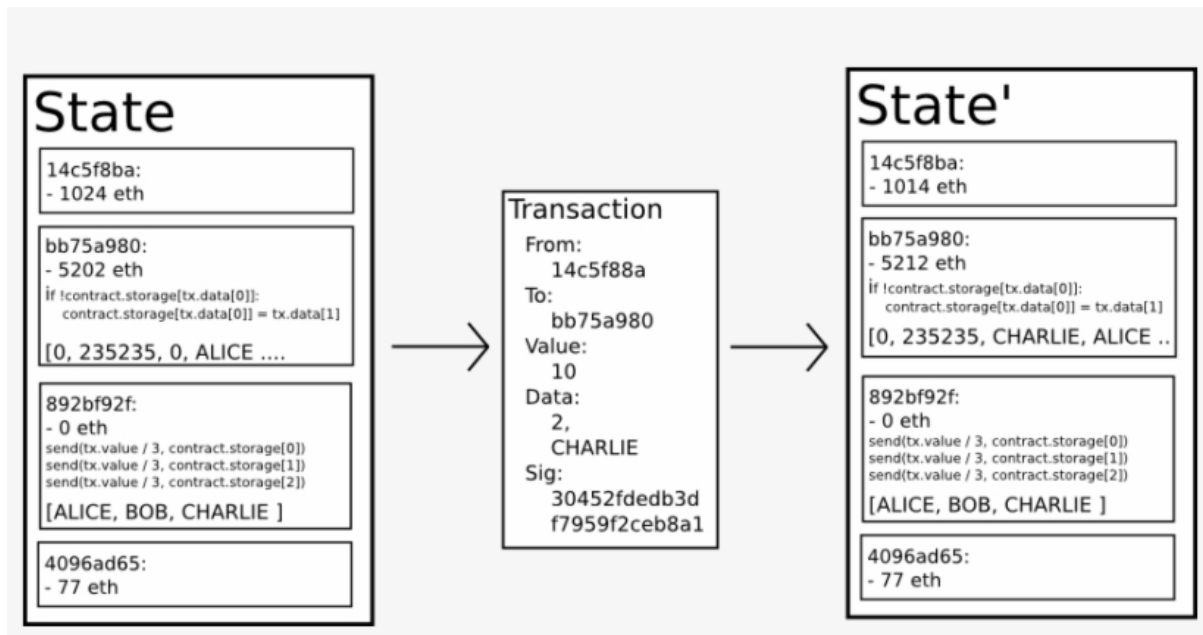 State
14c5f8ba:
- 1024 eth
bb75a980:
- 5202 eth
if !contract.storage[tx.data[0]]:
contract.storage[tx.data[0]] = tx.data[1]
[0, 235235, 0, ALICE ....
892bf92f:
- 0 eth
send(tx.value / 3, contract.storage[0])
send(tx.value / 3, contract.storage[1])
send(tx.value / 3, contract.storage[2])
[ALICE, BOB, CHARLIE ]
4096ad65:
- 77 eth
Transaction
From:
14c5f88a
To:
bb75a980
Value:
10
Data:
2,
CHARLIE
Sig:
30452fdedb3d
f7959f2ceb8a1
State'
14c5f8ba:
- 1014 eth
bb75a980:
- 5212 eth
if !contract.storage[tx.data[0]]:
contract.storage[tx.data[0]] = tx.data[1]
[0, 235235, CHARLIE, ALICE ..
892bf92f:
- 0 eth
send(tx.value / 3, contract.storage[0])
send(tx.value / 3, contract.storage[1])
send(tx.value / 3, contract.storage[2])
[ALICE, BOB, CHARLIE ]
4096ad65:
- 77 eth